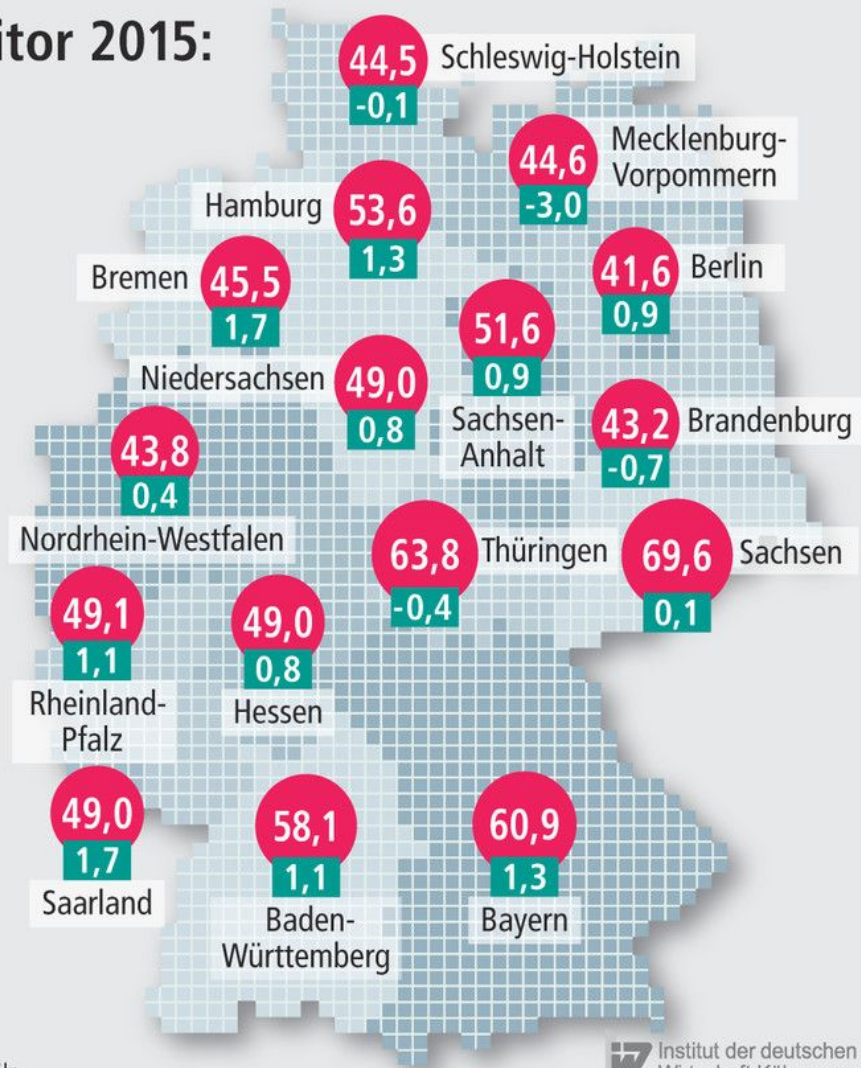 itor 2015:
44,5 Schleswig-Holstein
-0,1
44,6
-3,0
Mecklenburg-
Vorpommern
Hamburg 53,6
1,3
Bremen 45,5
1,7
41,6 Berlin
0,9
51,6
0,9
Sachsen-
Anhalt
Niedersachsen 49,0
0,8
43,2 Brandenburg
-0,7
43,8
0,4
Nordrhein-Westfalen
63,8 Thüringen
-0,4
69,6 Sachsen
0,1
49,1
1,1
Rheinland-
Pfalz
49,0
0,8
Hessen
49,0
1,7
Saarland
58,1
1,1
Baden-
Württemberg
60,9
1,3
Bayern
Institut der deutschen